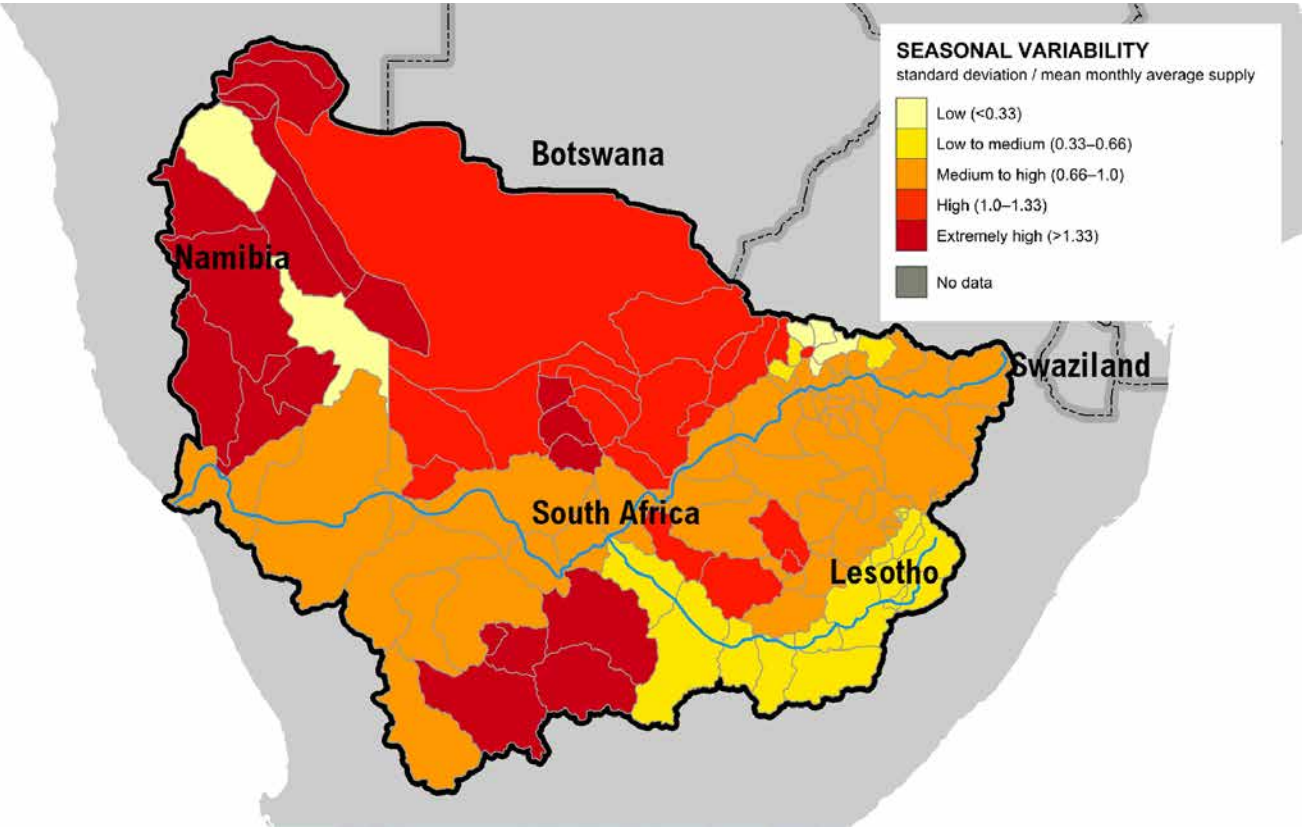 SEASONAL VARIABILITY
standard deviation / mean monthly average supply
Low (<0.33)
Low to medium (0.33–0.66)
Medium to high (0.66–1.0)
High (1.0–1.33)
Extremely high (>1.33)
No data
Botswana
Namibia
Swaziland
South Africa
Lesotho